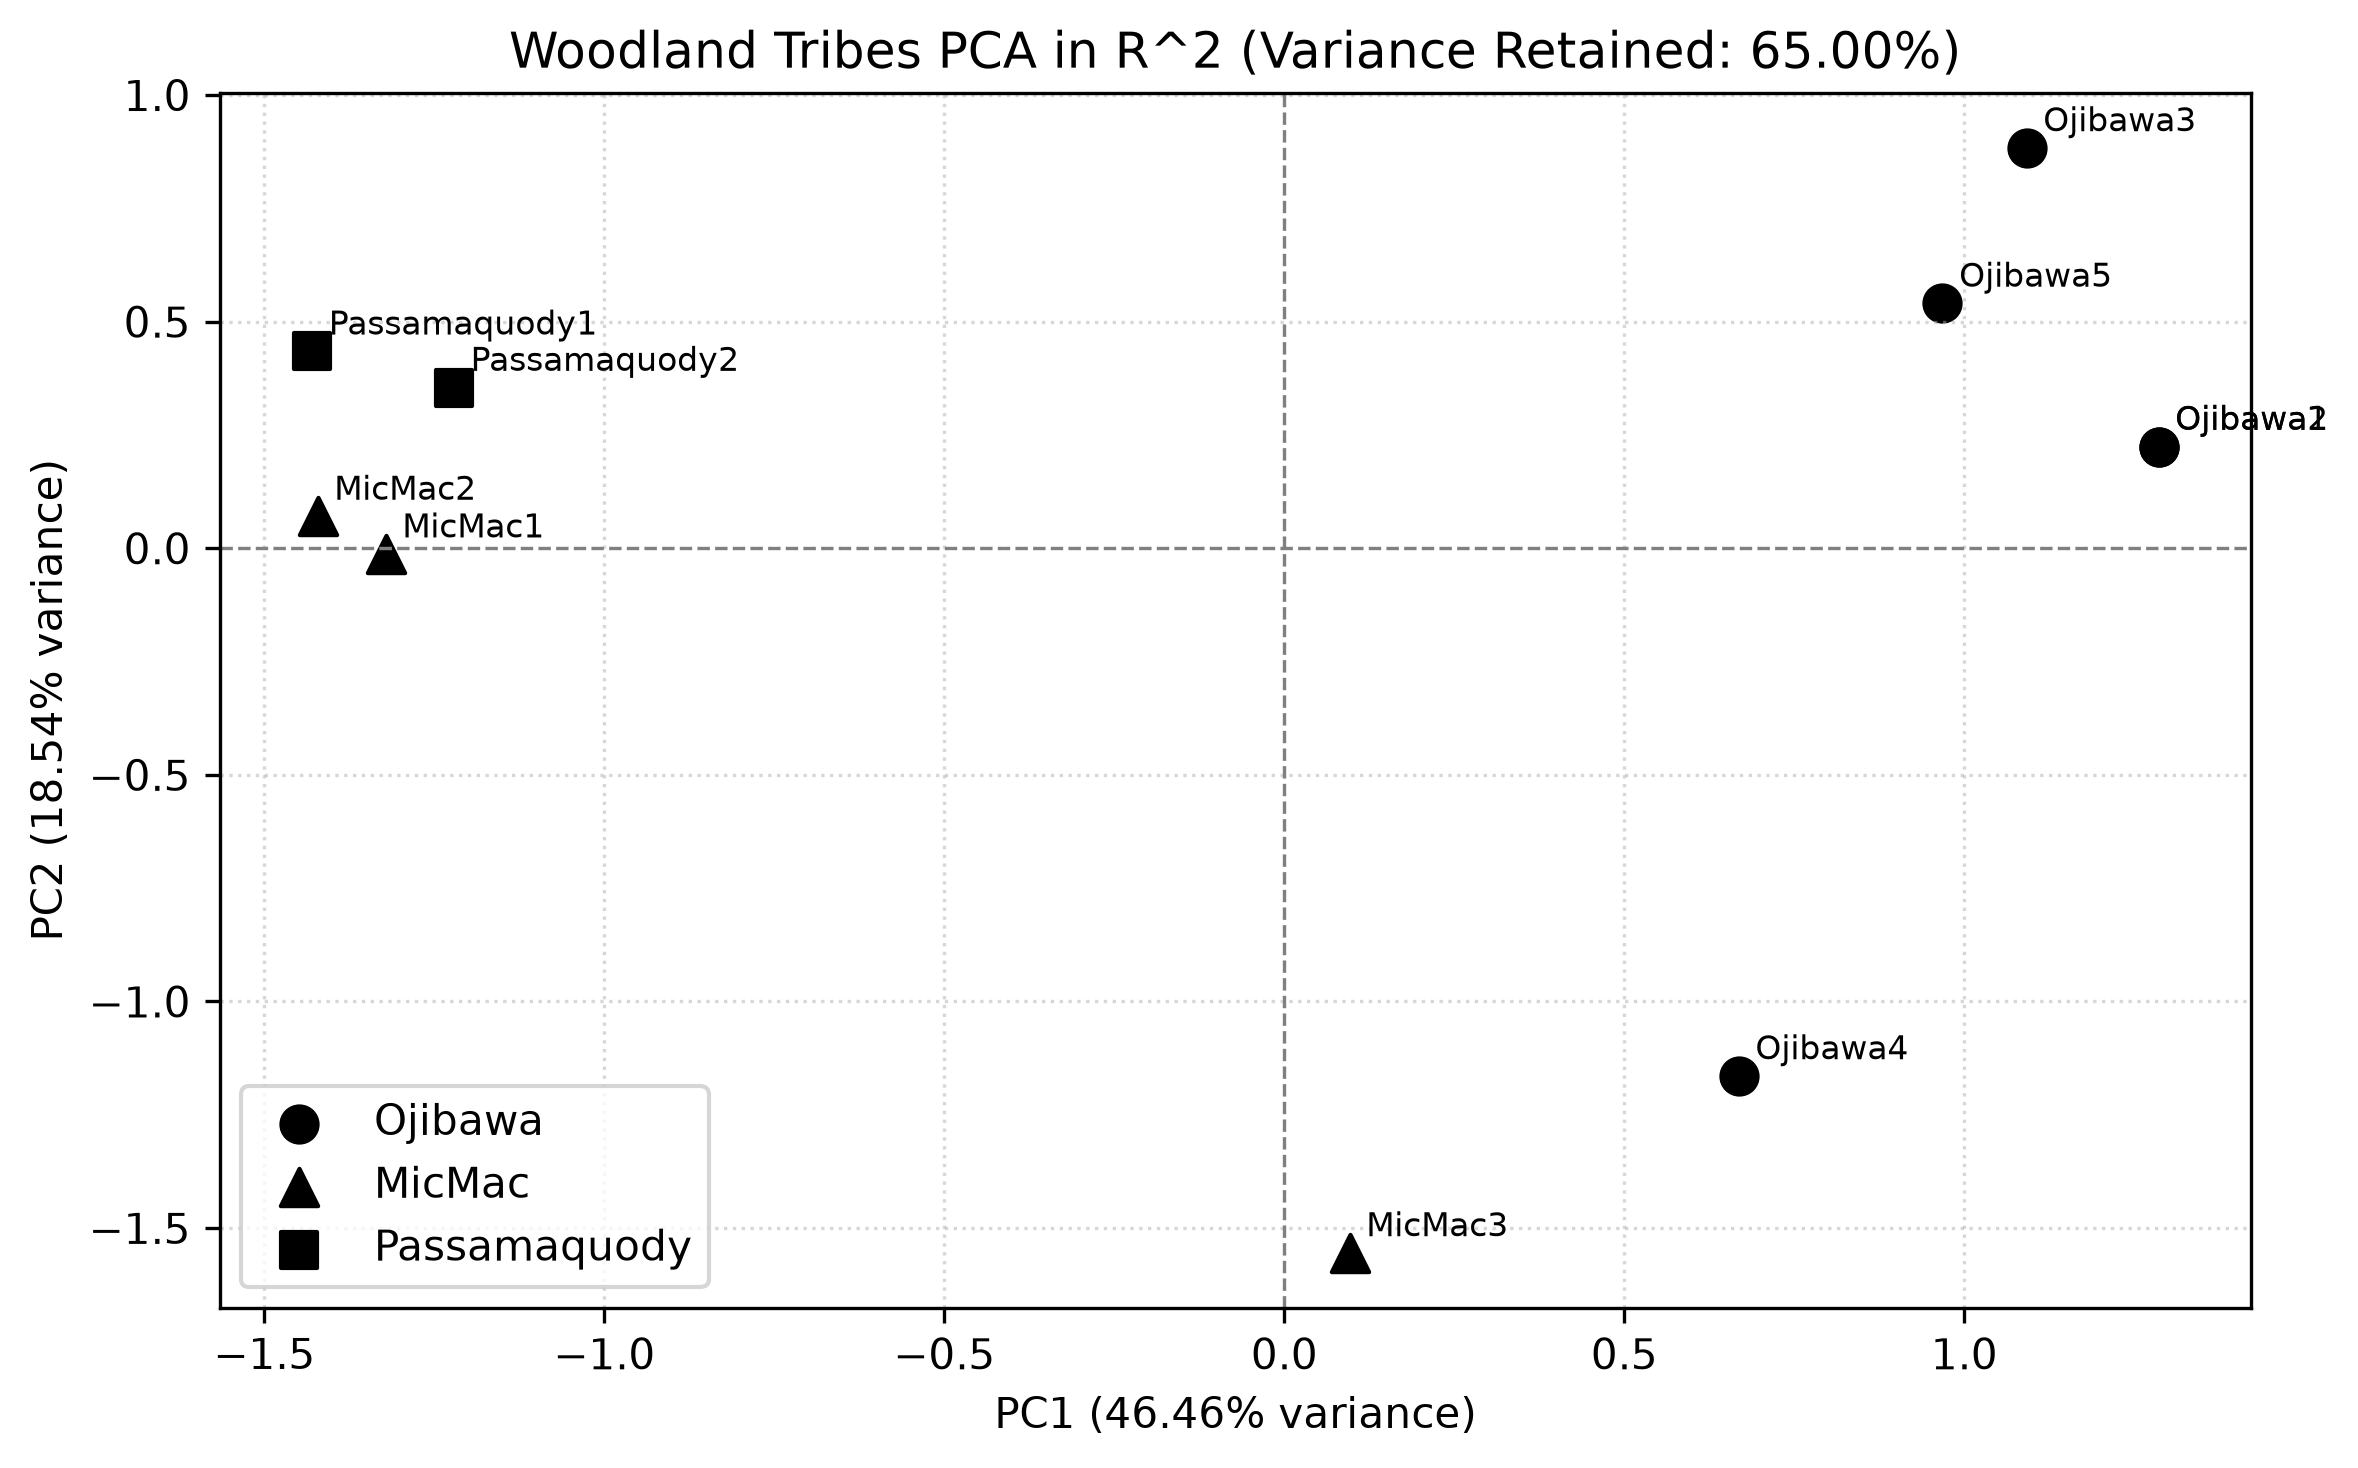 Woodland Tribes PCA in R^2 (Variance Retained: 65.00%)
1.0
0.5
0.0
−0.5
−1.0
−1.5
PC2 (18.54% variance)
Ojibawa3
Ojibawa5
Passamaquody1
Passamaquody2
Ojibawa2
MicMac2
MicMac1
Ojibawa4
MicMac3
Ojibawa
MicMac
Passamaquody
−1.5 −1.0 −0.5 0.0 0.5 1.0
PC1 (46.46% variance)